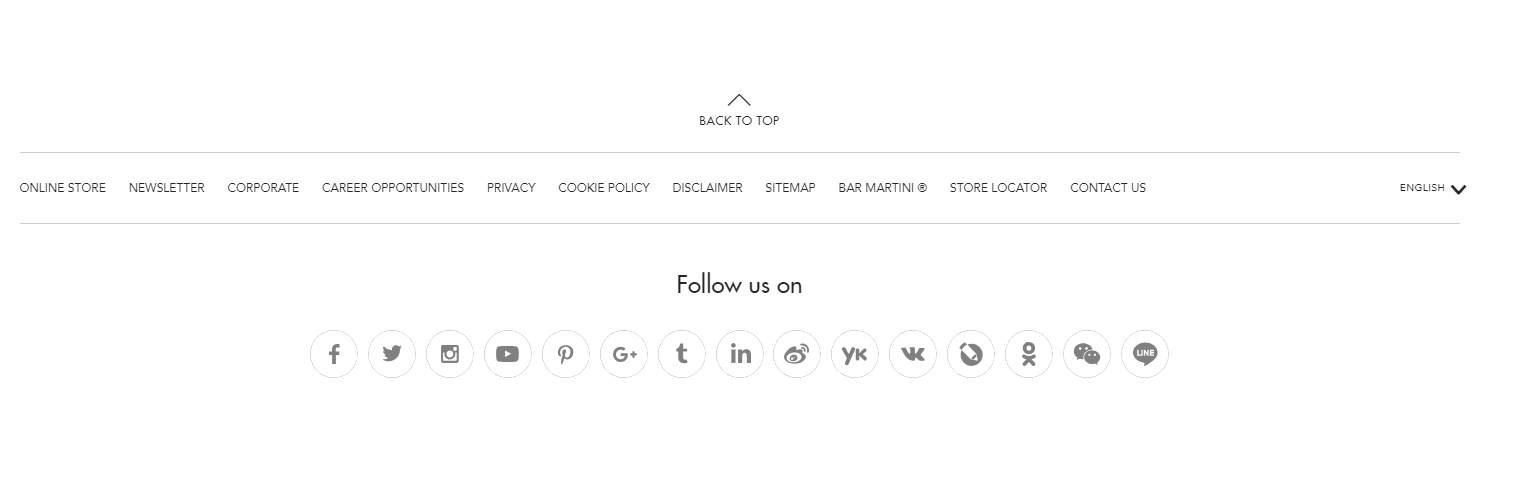 BACK TO TOP
ONLINE STORE NEWSLETTER CORPORATE CAREER OPPORTUNITIES PRIVACY COOKIE POLICY DISCLAIMER SITEMAP BAR MARTINI ® STORE LOCATOR CONTACT US ENGLISH
Follow us on
f G+ t in yk LINE